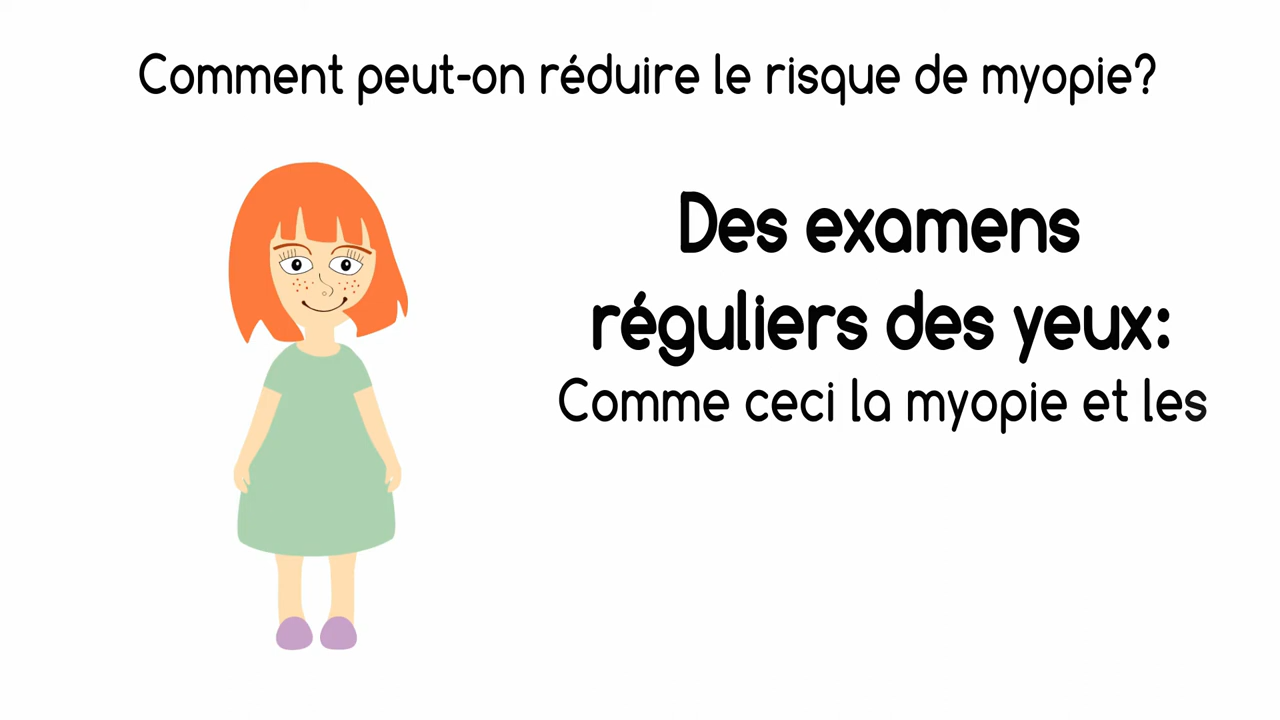 Comment peut-on réduire le risque de myopie?
Des examens
réguliers des yeux:
Comme ceci la myopie et les